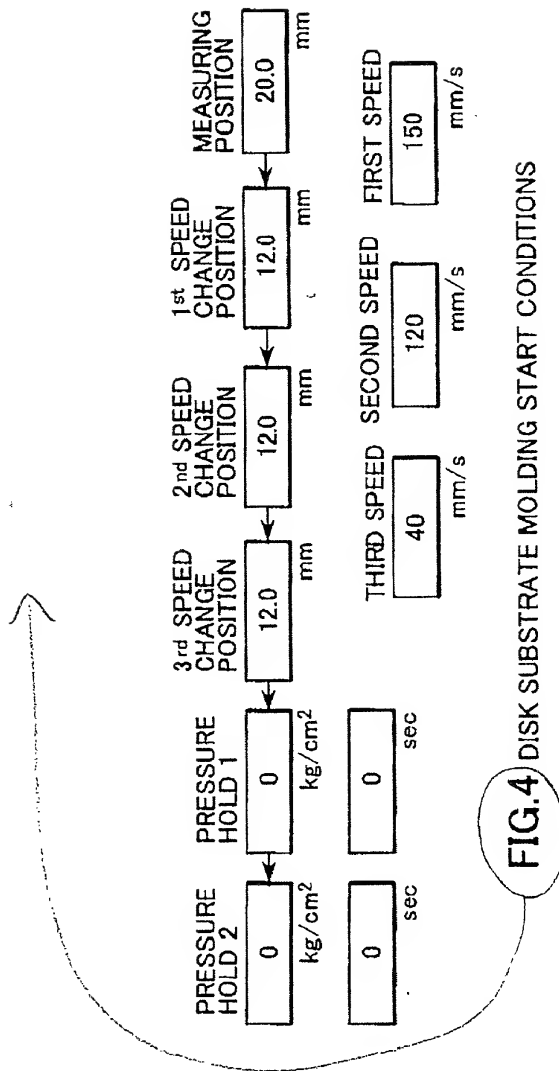 PRESSURE
HOLD 2
0
kg/cm²
0
sec
PRESSURE
HOLD 1
0
kg/cm²
0
sec
3rd SPEED
CHANGE
POSITION
12.0
mm
2nd SPEED
CHANGE
POSITION
12.0
mm
1st SPEED
CHANGE
POSITION
12.0
mm
MEASURING
POSITION
20.0
mm
THIRD SPEED
40
mm/s
SECOND SPEED
120
mm/s
FIRST SPEED
150
mm/s
FIG.4 DISK SUBSTRATE MOLDING START CONDITIONS